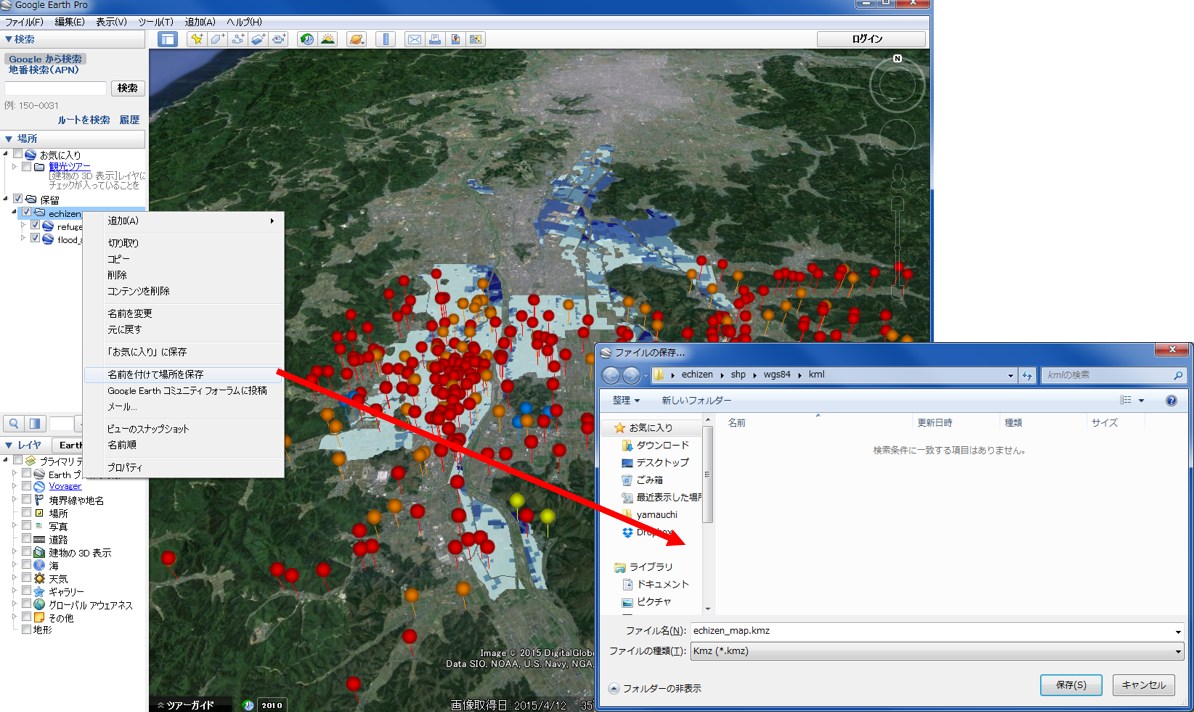 Google Earth Pro
ファイル(F) 編集(E) 表示(V) ツール(T) 追加(A) ヘルプ(H)
▼検索
Google から検索
地番検索(APN)
検索
例: 150-0031
ルートを検索 履歴
▼場所
お気に入り
観光ツアー
[建物の 3D 表示]レイヤに
チェックが入っていることを
保留
echizen_
refuge
flood_
ログイン
N
追加(A)
切り取り
コピー
削除
コンテンツを削除
名前を変更
元に戻す
「お気に入り」に保存
名前を付けて場所を保存
Google Earth コミュニティ フォーラムに投稿
メール...
ビューのスナップショット
名前順
プロパティ
▼レイヤ Earth
プライマリ デ
Earth プ
Voyager
境界線や地名
場所
写真
道路
建物の 3D 表示
海
天気
ギャラリー
グローバル アウェアネス
その他
地形
Image © 2015 DigitalGlobe
Data SIO, NOAA, U.S. Navy, NGA,
ツアーガイド
2010
画像取得日 2015/4/12 35°
ファイルの保存...
echizen shp wgs84 kml
kmlの検索
整理 新しいフォルダー
名前 更新日時 種類 サイズ
検索条件に一致する項目はありません。
お気に入り
ダウンロード
デスクトップ
ごみ箱
最近表示した場所
yamauchi
Dropbox
ライブラリ
ドキュメント
ピクチャ
ファイル名(N): echizen_map.kmz
ファイルの種類(T): Kmz (*.kmz)
フォルダーの非表示
保存(S) キャンセル